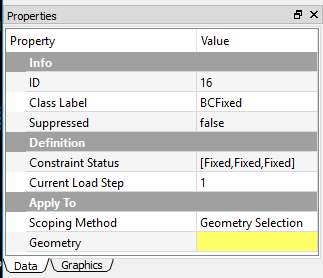 Properties
Property Value
Info
ID 16
Class Label BCFixed
Suppressed false
Definition
Constraint Status [Fixed,Fixed,Fixed]
Current Load Step 1
Apply To
Scoping Method Geometry Selection
Geometry
Data Graphics